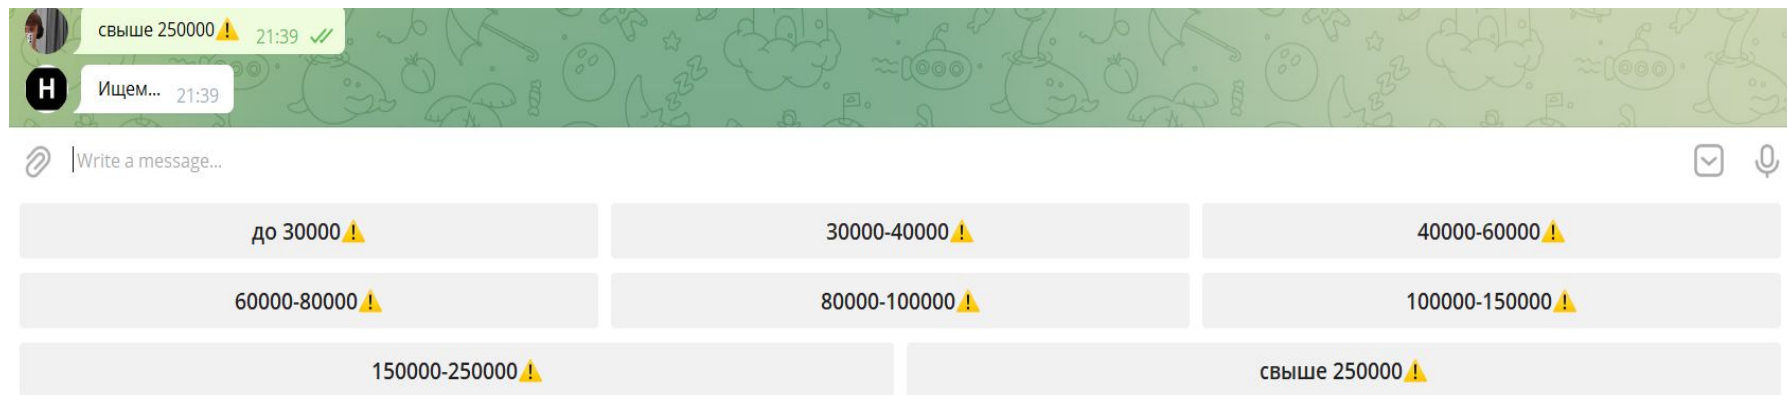 свыше 250000⚠️ 21:39
H
Ищем... 21:39
Write a message...
до 30000⚠️ 30000-40000⚠️ 40000-60000⚠️
60000-80000⚠️ 80000-100000⚠️ 100000-150000⚠️
150000-250000⚠️ свыше 250000⚠️